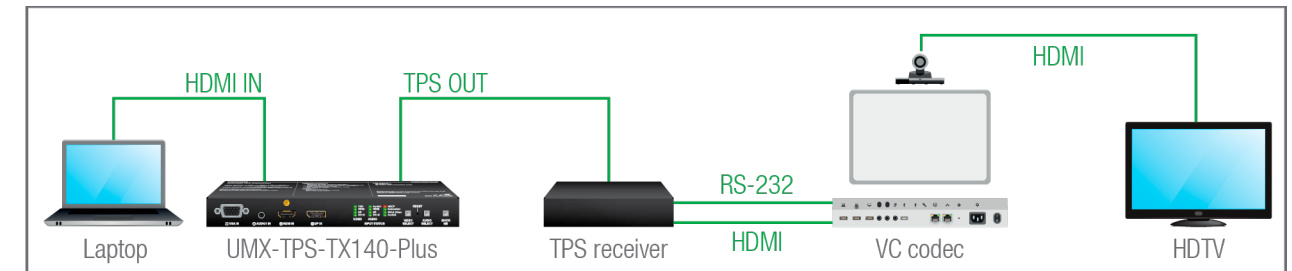 HDMI IN
TPS OUT
HDMI
RS-232
HDMI
Laptop
UMX-TPS-TX140-Plus
TPS receiver
VC codec
HDTV